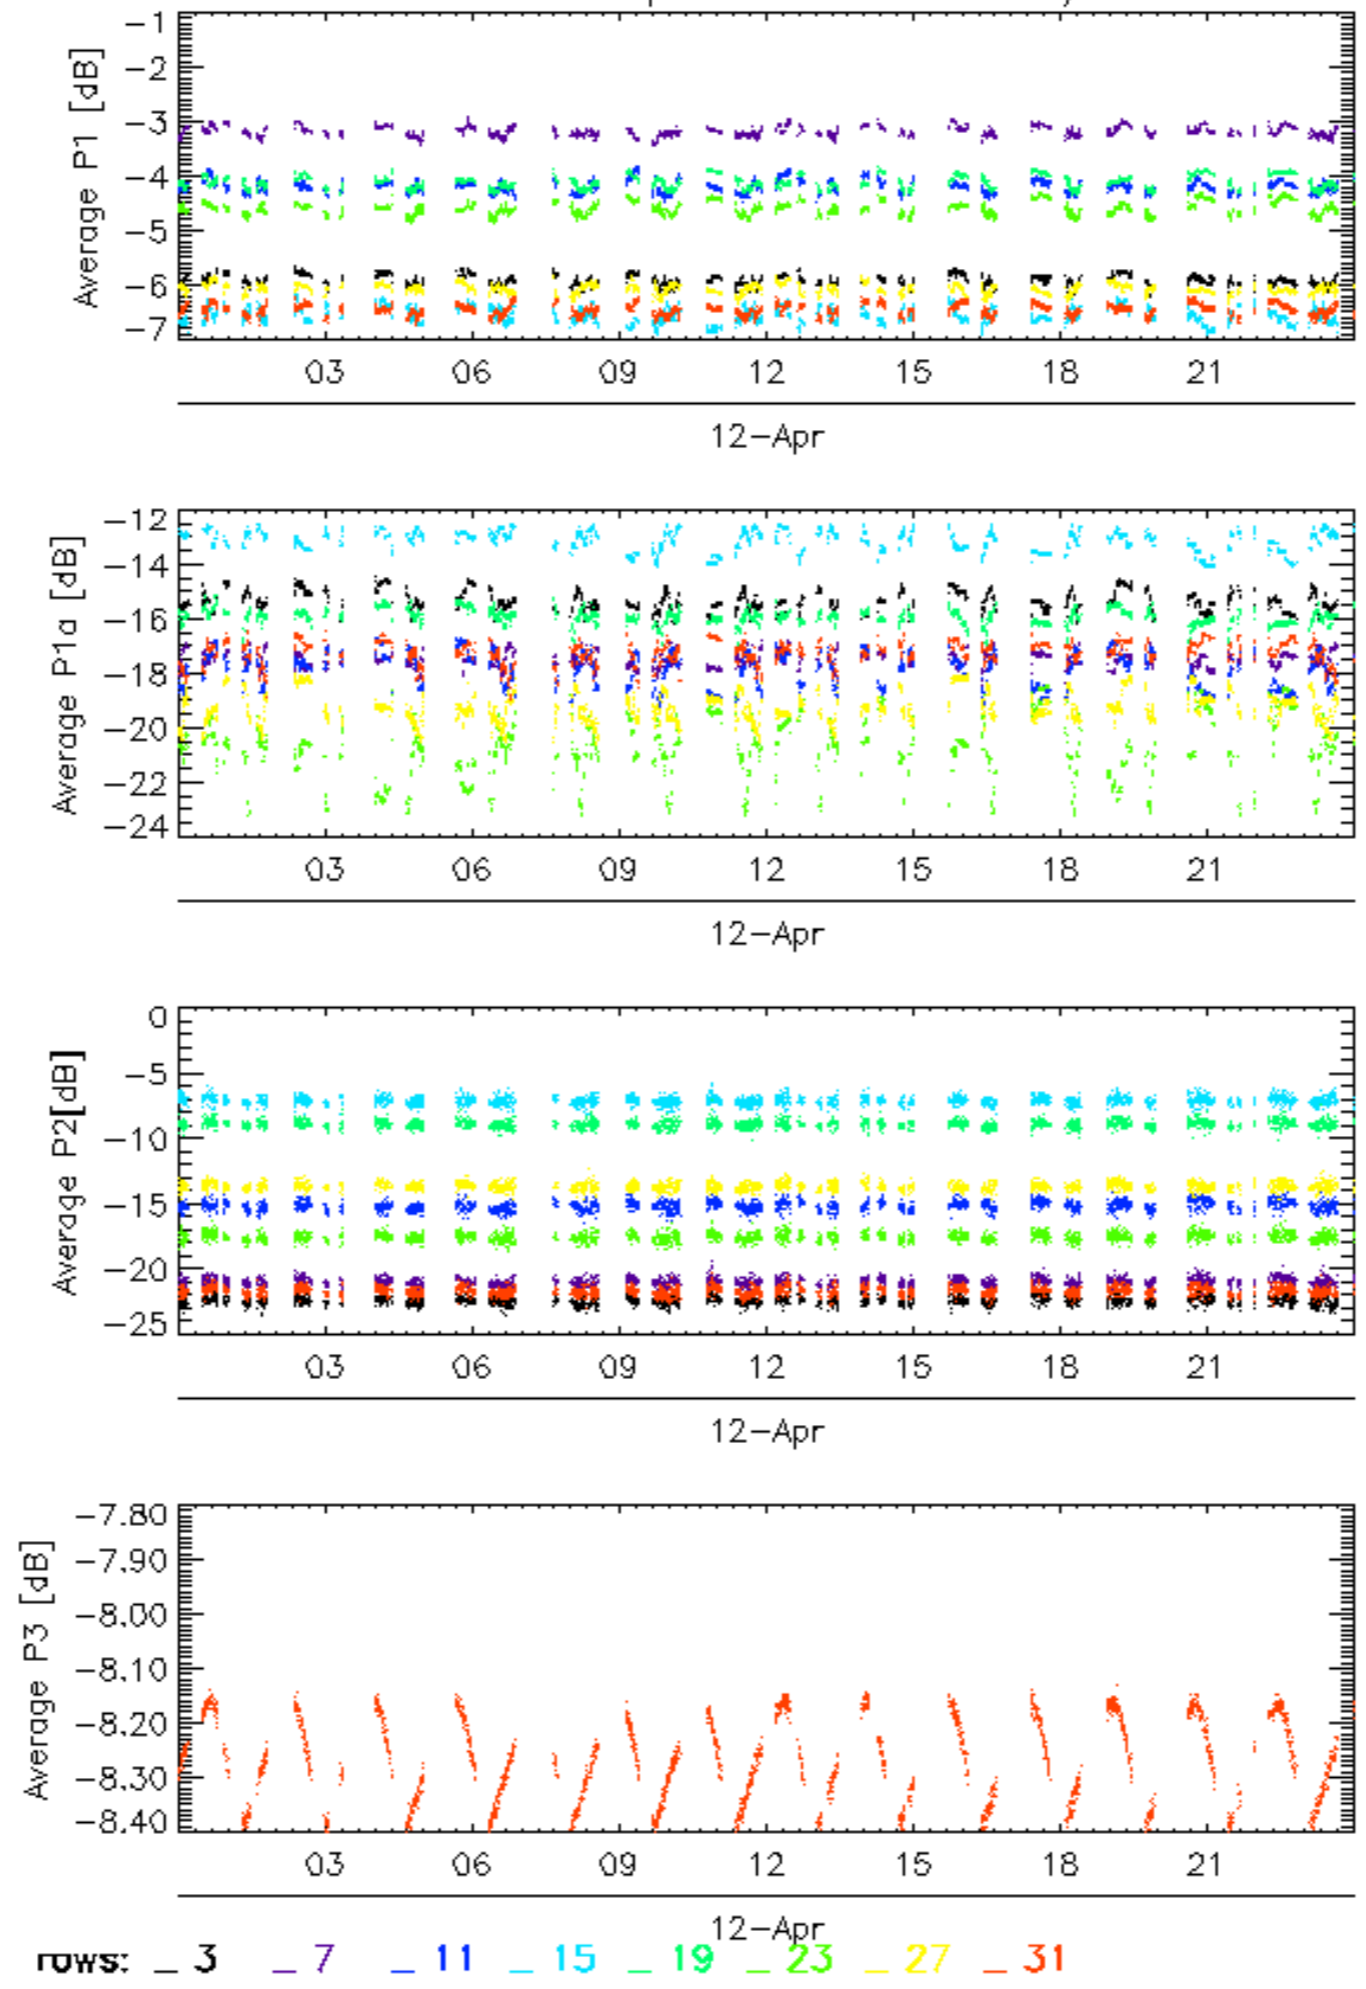 -1
-2
-3
-4
-5
-6
-7
Average P1 [dB]
03 06 09 12 15 18 21
12-Apr
-12
-14
-16
-18
-20
-22
-24
Average P1a [dB]
03 06 09 12 15 18 21
12-Apr
0
-5
-10
-15
-20
-25
Average P2[dB]
03 06 09 12 15 18 21
12-Apr
-7.80
-7.90
-8.00
-8.10
-8.20
-8.30
-8.40
Average P3 [dB]
03 06 09 12 15 18 21
12-Apr
rows: _ 3 _ 7 _ 11 _ 15 _ 19 _ 23 _ 27 _ 31